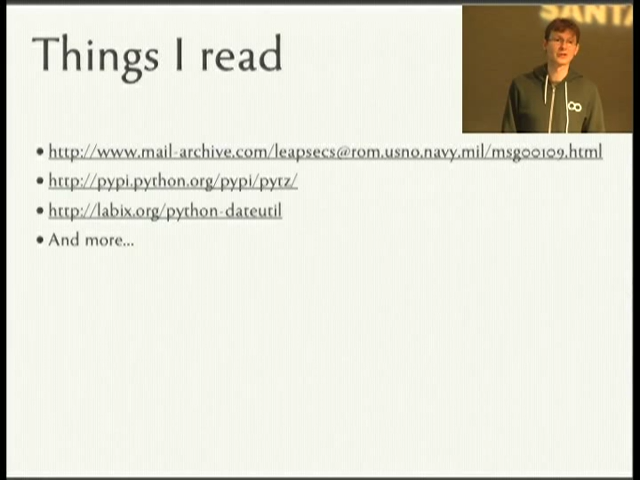 SANTA
Things I read
• http://www.mail-archive.com/leapsecs@rom.usno.navy.mil/msg00109.html
• http://pypi.python.org/pypi/pytz/
• http://labix.org/python-dateutil
• And more...